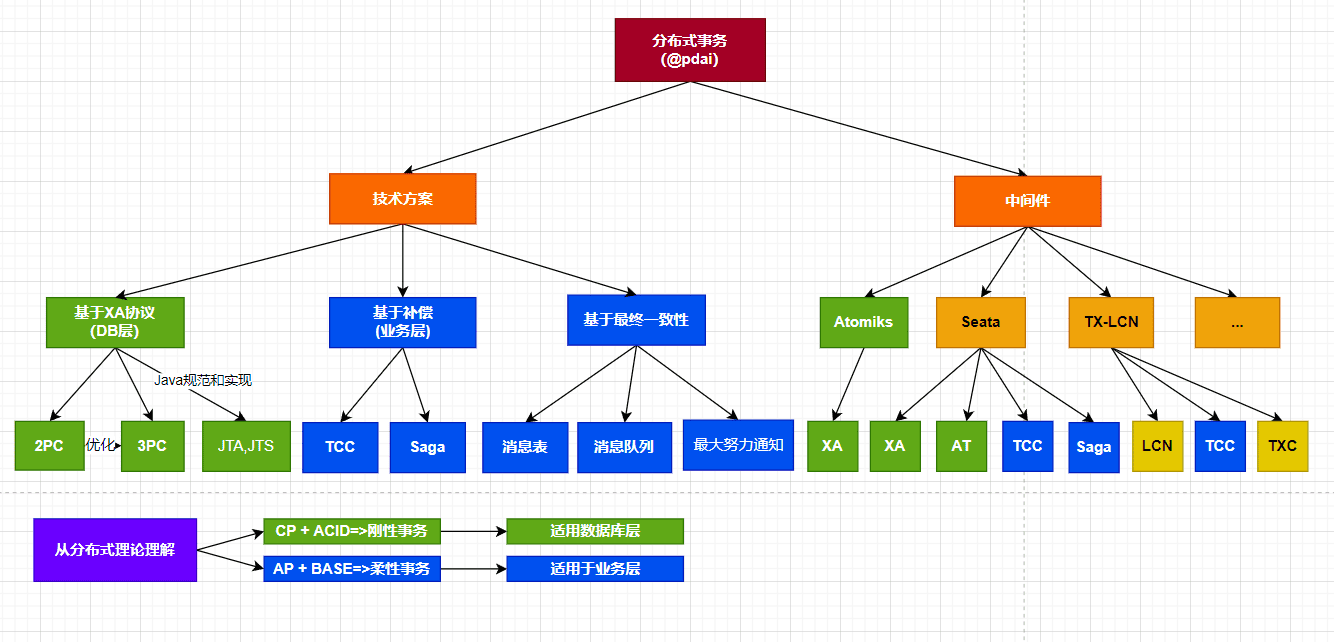 分布式事务
(@pdai)
技术方案
中间件
基于XA协议
(DB层)
基于补偿
(业务层)
基于最终一致性
Atomiks
Seata
TX-LCN
...
Java规范和实现
2PC
优化
3PC
JTA,JTS
TCC
Saga
消息表
消息队列
最大努力通知
XA
XA
AT
TCC
Saga
LCN
TCC
TXC
从分布式理论理解
CP + ACID=>刚性事务
适用数据库层
AP + BASE=>柔性事务
适用于业务层